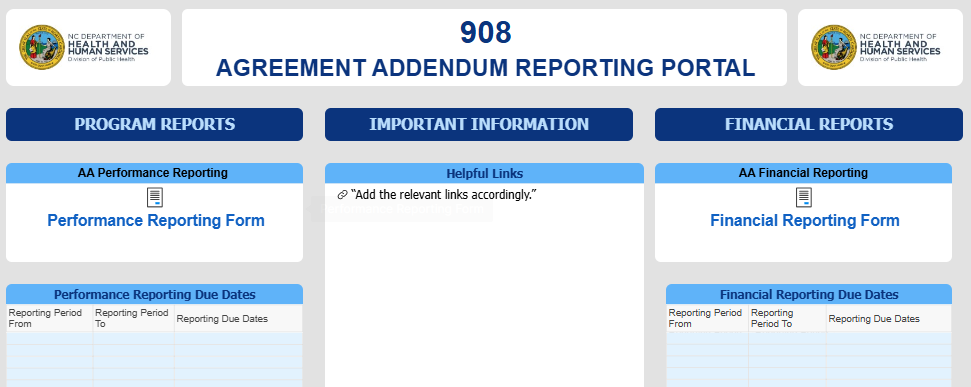 NC DEPARTMENT OF
HEALTH AND
HUMAN SERVICES
Division of Public Health
908
AGREEMENT ADDENDUM REPORTING PORTAL
NC DEPARTMENT OF
HEALTH AND
HUMAN SERVICES
Division of Public Health
PROGRAM REPORTS
IMPORTANT INFORMATION
FINANCIAL REPORTS
AA Performance Reporting
Performance Reporting Form
Helpful Links
“Add the relevant links accordingly.”
AA Financial Reporting
Financial Reporting Form
Performance Reporting Due Dates
Reporting Period From
Reporting Period To
Reporting Due Dates
Financial Reporting Due Dates
Reporting Period From
Reporting Period To
Reporting Due Dates